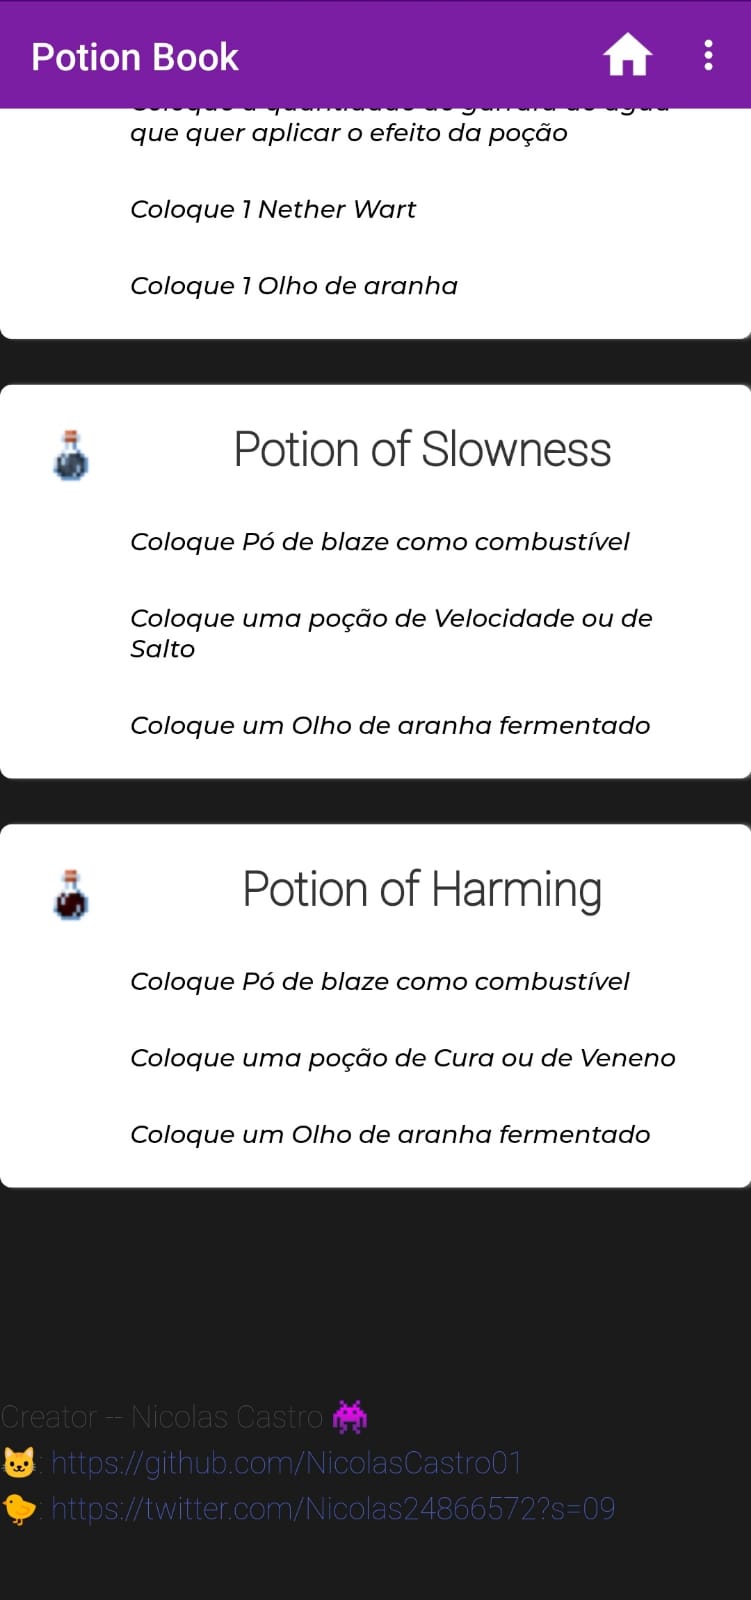 Potion Book
que quer aplicar o efeito da poção
Coloque 1 Nether Wart
Coloque 1 Olho de aranha
Potion of Slowness
Coloque Pó de blaze como combustível
Coloque uma poção de Velocidade ou de
Salto
Coloque um Olho de aranha fermentado
Potion of Harming
Coloque Pó de blaze como combustível
Coloque uma poção de Cura ou de Veneno
Coloque um Olho de aranha fermentado
Creator -- Nicolas Castro 👾
🐱: https://github.com/NicolasCastro01
🐤: https://twitter.com/Nicolas24866572?s=09